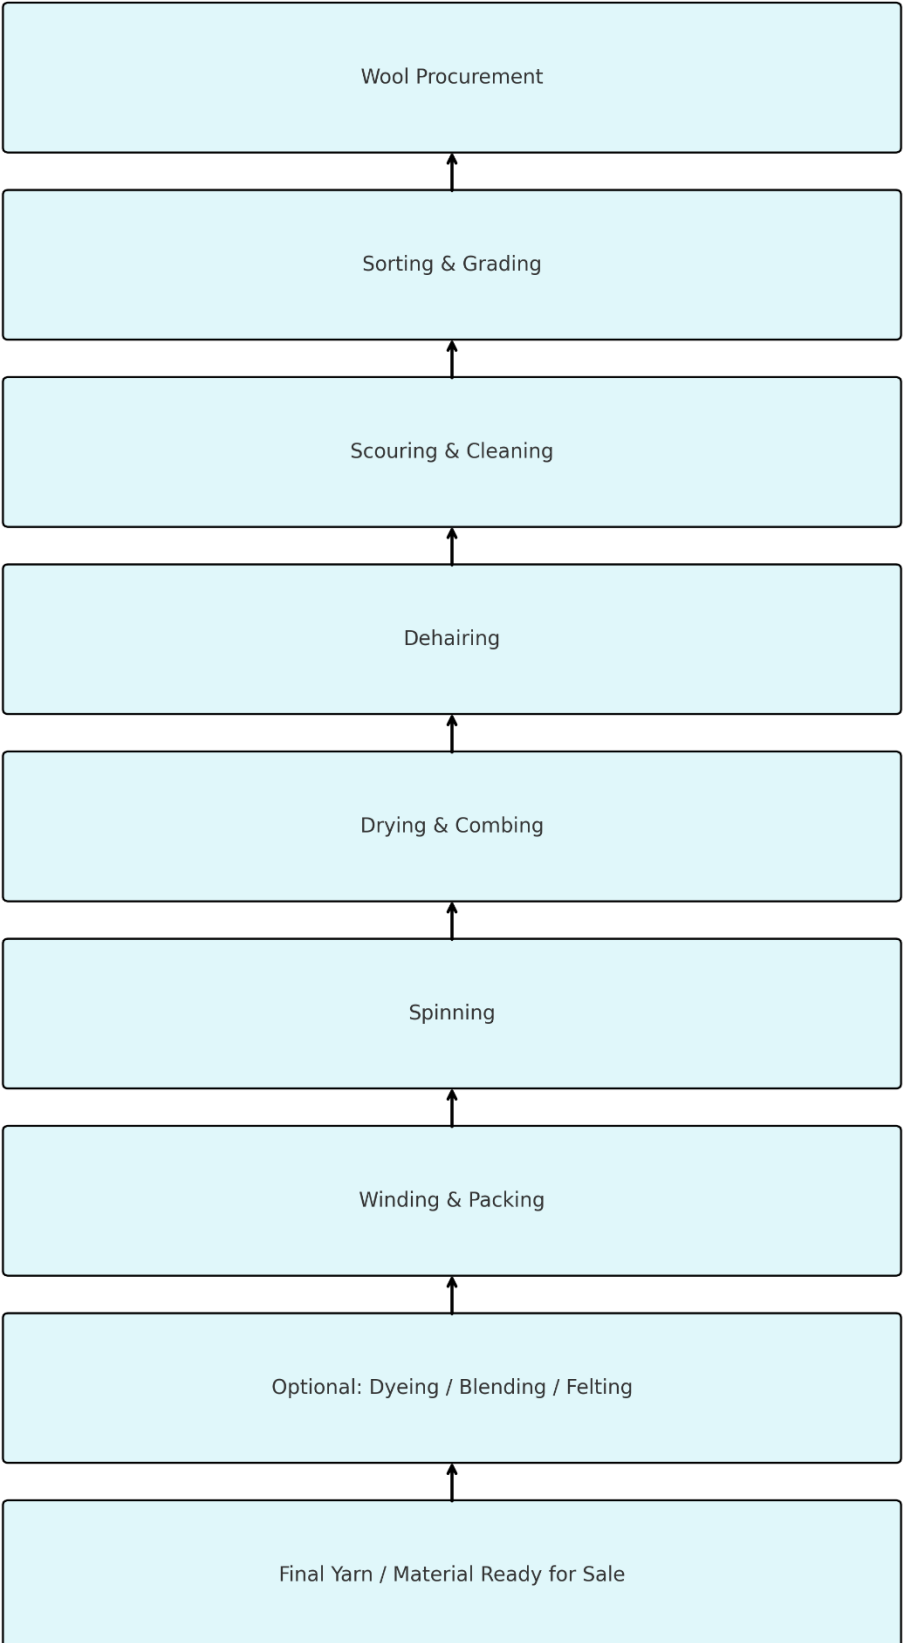 Wool Procurement
Sorting & Grading
Scouring & Cleaning
Dehairing
Drying & Combing
Spinning
Winding & Packing
Optional: Dyeing / Blending / Felting
Final Yarn / Material Ready for Sale